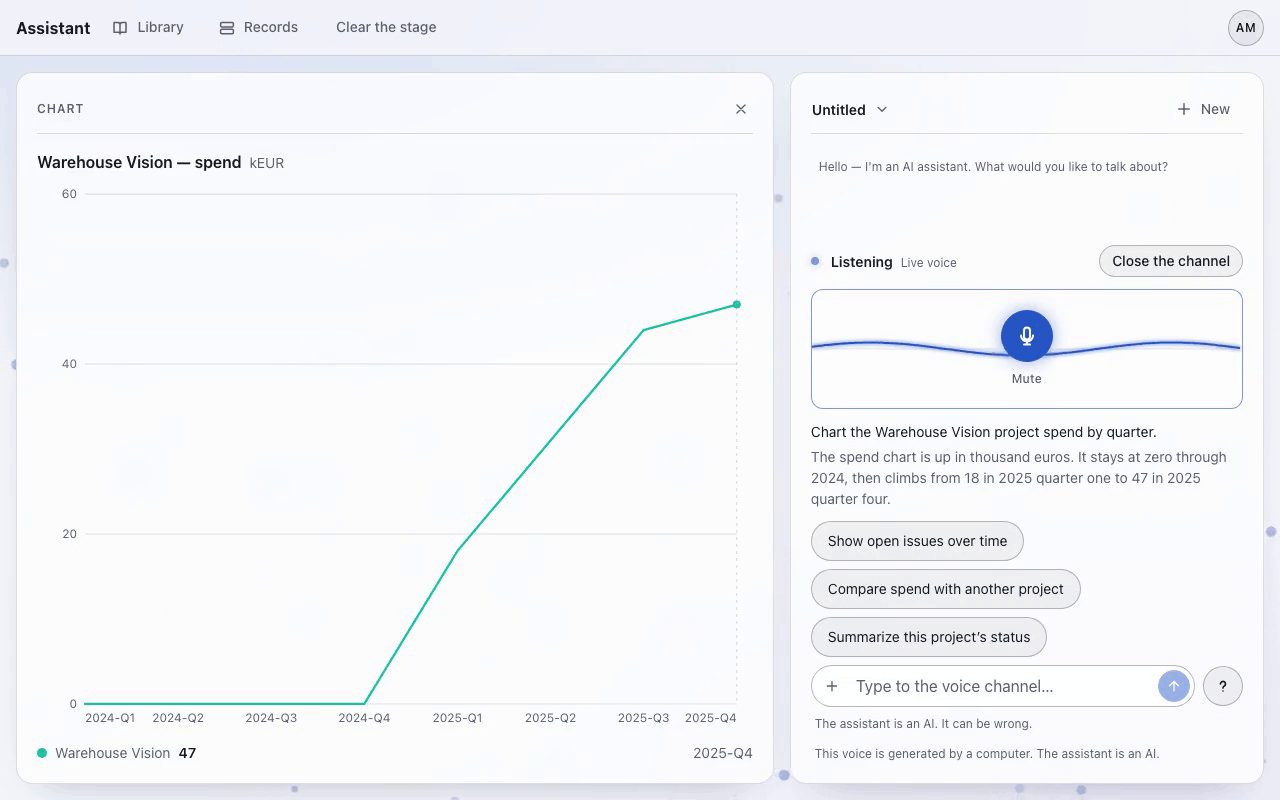 Assistant
Library
Records
Clear the stage
AM
CHART
Warehouse Vision — spend kEUR
60
40
20
0
2024-Q1 2024-Q2 2024-Q3 2024-Q4 2025-Q1 2025-Q2 2025-Q3 2025-Q4
Warehouse Vision 47
2025-Q4
Untitled
New
Hello — I'm an AI assistant. What would you like to talk about?
Listening Live voice
Close the channel
Mute
Chart the Warehouse Vision project spend by quarter.
The spend chart is up in thousand euros. It stays at zero through
2024, then climbs from 18 in 2025 quarter one to 47 in 2025
quarter four.
Show open issues over time
Compare spend with another project
Summarize this project's status
Type to the voice channel...
?
The assistant is an AI. It can be wrong.
This voice is generated by a computer. The assistant is an AI.